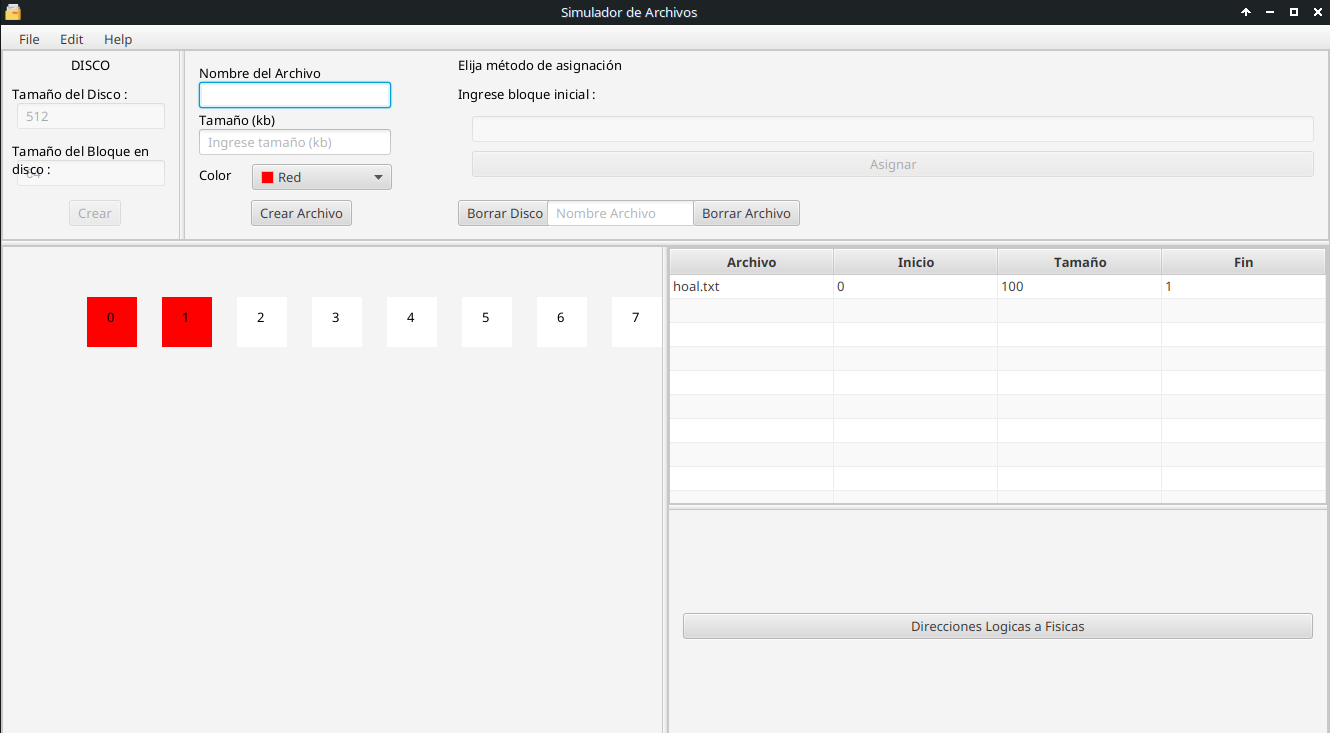 Simulador de Archivos
File Edit Help
DISCO
Tamaño del Disco :
512
Tamaño del Bloque en
disco :
Crear
Nombre del Archivo
Tamaño (kb)
Ingrese tamaño (kb)
Color Red
Crear Archivo
Elija método de asignación
Ingrese bloque inicial :
Asignar
Borrar Disco Nombre Archivo Borrar Archivo
0 1 2 3 4 5 6 7
Archivo Inicio Tamaño Fin
hoal.txt 0 100 1
Direcciones Logicas a Fisicas